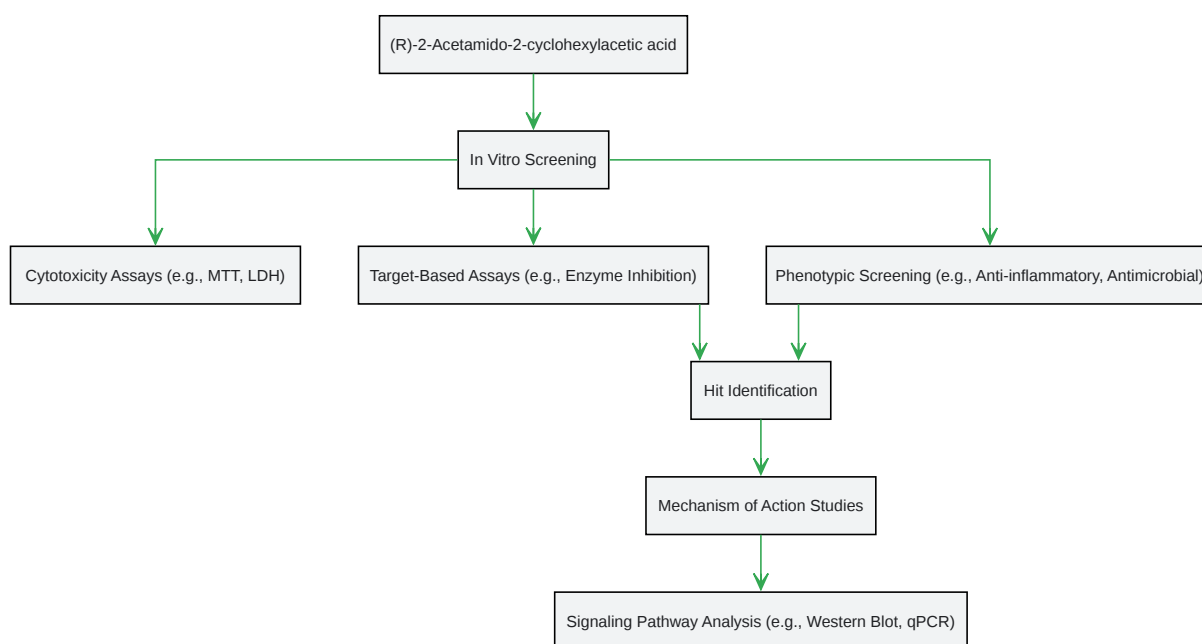 (R)-2-Acetamido-2-cyclohexylacetic acid
In Vitro Screening
Cytotoxicity Assays (e.g., MTT, LDH)
Target-Based Assays (e.g., Enzyme Inhibition)
Phenotypic Screening (e.g., Anti-inflammatory, Antimicrobial)
Hit Identification
Mechanism of Action Studies
Signaling Pathway Analysis (e.g., Western Blot, qPCR)